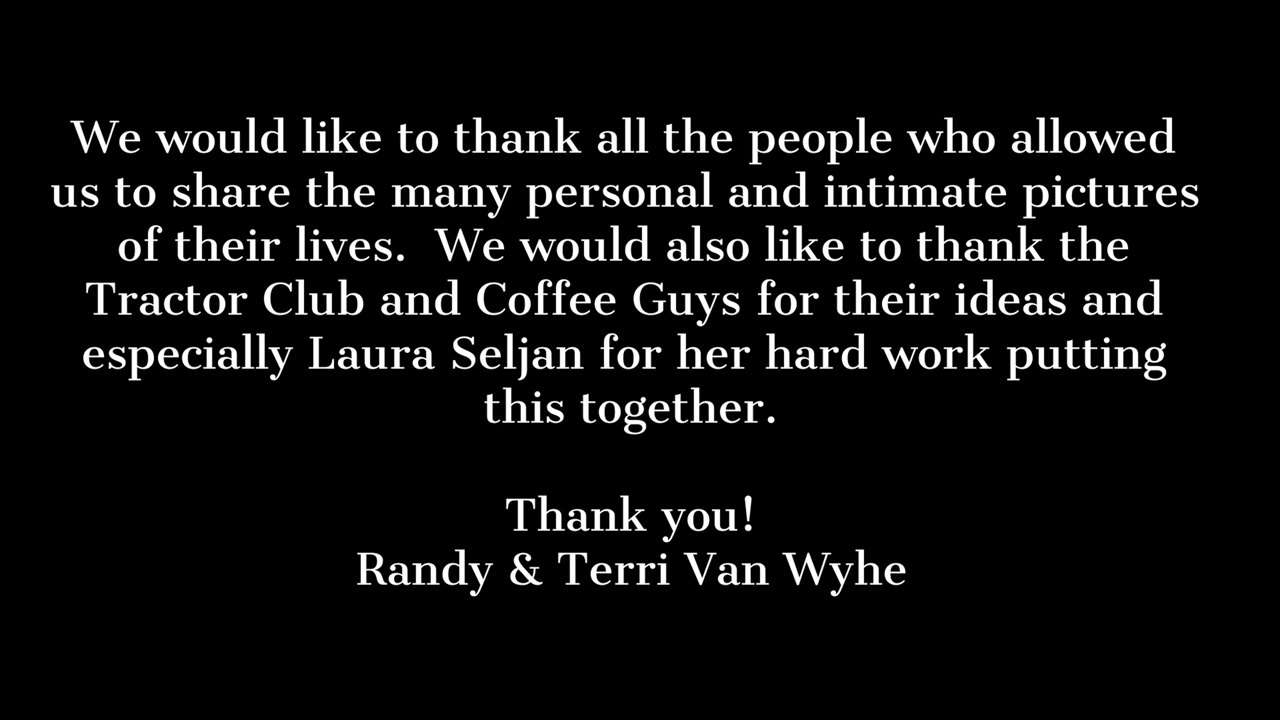 We would like to thank all the people who allowed
us to share the many personal and intimate pictures
of their lives.  We would also like to thank the
Tractor Club and Coffee Guys for their ideas and
especially Laura Seljan for her hard work putting
this together.
Thank you!
Randy & Terri Van Wyhe